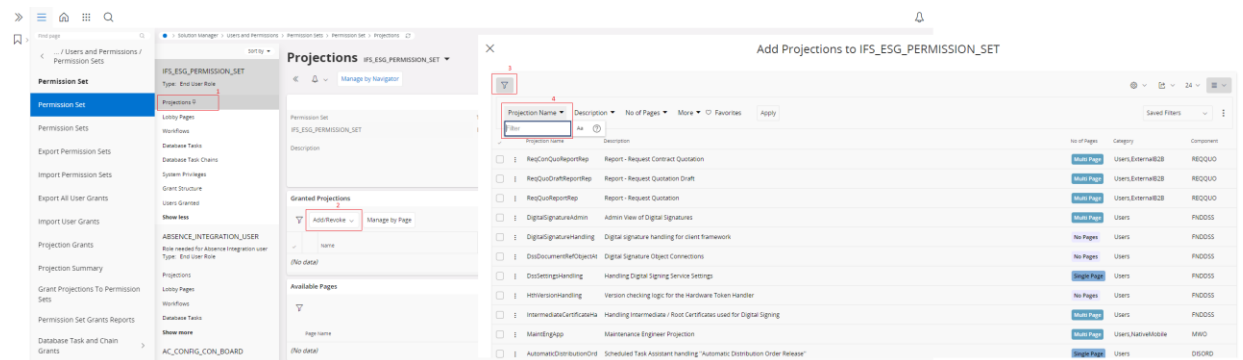 Find page
... / Users and Permissions /
Permission Sets
Permission Set
Permission Set
Permission Sets
Export Permission Sets
Import Permission Sets
Export All User Grants
Import User Grants
Projection Grants
Projection Summary
Grant Projections To Permission
Sets
Permission Set Grants Reports
Database Task and Chain
Grants
Solution Manager > Users and Permissions > Permission Sets > Permission Set > Projections
Sort by
IFS_ESG_PERMISSION_SET
Type: End User Role
1
Projections
Lobby Pages
Workflows
Database Tasks
Database Task Chains
System Privileges
Grant Structure
Users Granted
Show less
ABSENCE_INTEGRATION_USER
Role needed for Absence Integration user
Type: End User Role
Projections
Lobby Pages
Workflows
Database Tasks
Show more
AC_CONFIG_CON_BOARD
Projections IFS_ESG_PERMISSION_SET
Manage by Navigator
Permission Set
IFS_ESG_PERMISSION_SET
Description
Granted Projections
2
Add/Revoke
Manage by Page
Name
(No data)
Available Pages
Page Name
(No data)
Add Projections to IFS_ESG_PERMISSION_SET
3
24
4
Projection Name Description No of Pages More Favorites Apply
Saved Filters
Filter
Aa
Projection Name Description No of Pages Category Component
ReqConQuoReportRep Report - Request Contract Quotation Multi Page Users,ExternalB2B REQQUO
ReqQuoDraftReportRep Report - Request Quotation Draft Multi Page Users,ExternalB2B REQQUO
ReqQuoReportRep Report - Request Quotation Multi Page Users,ExternalB2B REQQUO
DigitalSignatureAdmin Admin View of Digital Signatures Multi Page Users FNDDSS
DigitalSignatureHandling Digital signature handling for client framework No Pages Users FNDDSS
DssDocumentRefObjectAt Digital Signature Object Connections No Pages Users FNDDSS
DssSettingsHandling Handling Digital Signing Service Settings Single Page Users FNDDSS
HthVersionHandling Version checking logic for the Hardware Token Handler No Pages Users FNDDSS
IntermediateCertificateHa Handling Intermediate / Root Certificates used for Digital Signing Multi Page Users FNDDSS
MaintEngApp Maintenance Engineer Projection Multi Page Users,NativeMobile MWO
AutomaticDistributionOrd Scheduled Task Assistant handling "Automatic Distribution Order Release" Single Page Users DISORD